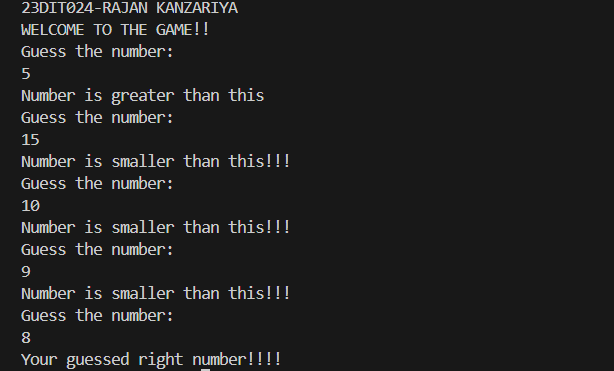 23DIT024-RAJAN KANZARIYA
WELCOME TO THE GAME!!
Guess the number:
5
Number is greater than this
Guess the number:
15
Number is smaller than this!!!
Guess the number:
10
Number is smaller than this!!!
Guess the number:
9
Number is smaller than this!!!
Guess the number:
8
Your guessed right number!!!!